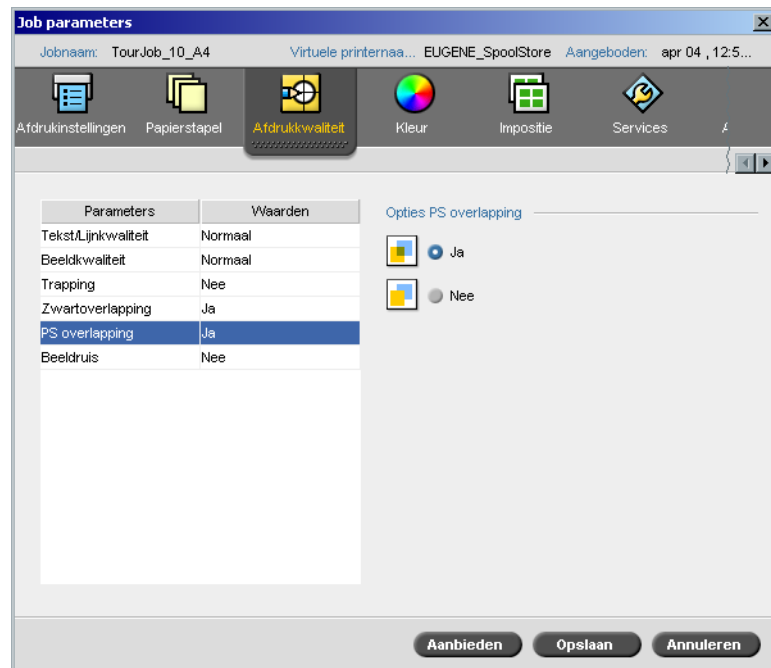 Job parameters
Jobnaam: TourJob_10_A4 Virtuele printernaa... EUGENE_SpoolStore Aangeboden: apr 04 , 12:5...
Afdrukinstellingen Papierstapel Afdrukkwaliteit Kleur Impositie Services
Parameters Waarden
Tekst/Lijnkwaliteit Normaal
Beeldkwaliteit Normaal
Trapping Nee
Zwartoverlapping Ja
PS overlapping Ja
Beeldruis Nee
Opties PS overlapping
Ja
Nee
Aanbieden Opslaan Annuleren